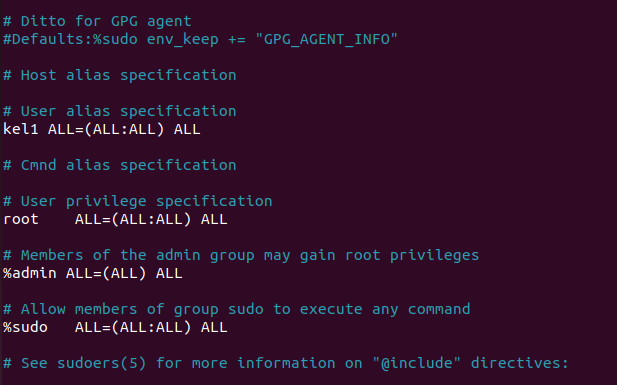 # Ditto for GPG agent
#Defaults:%sudo env_keep += "GPG_AGENT_INFO"
# Host alias specification
# User alias specification
kel1 ALL=(ALL:ALL) ALL
# Cmnd alias specification
# User privilege specification
root    ALL=(ALL:ALL) ALL
# Members of the admin group may gain root privileges
%admin ALL=(ALL) ALL
# Allow members of group sudo to execute any command
%sudo   ALL=(ALL:ALL) ALL
# See sudoers(5) for more information on "@include" directives: